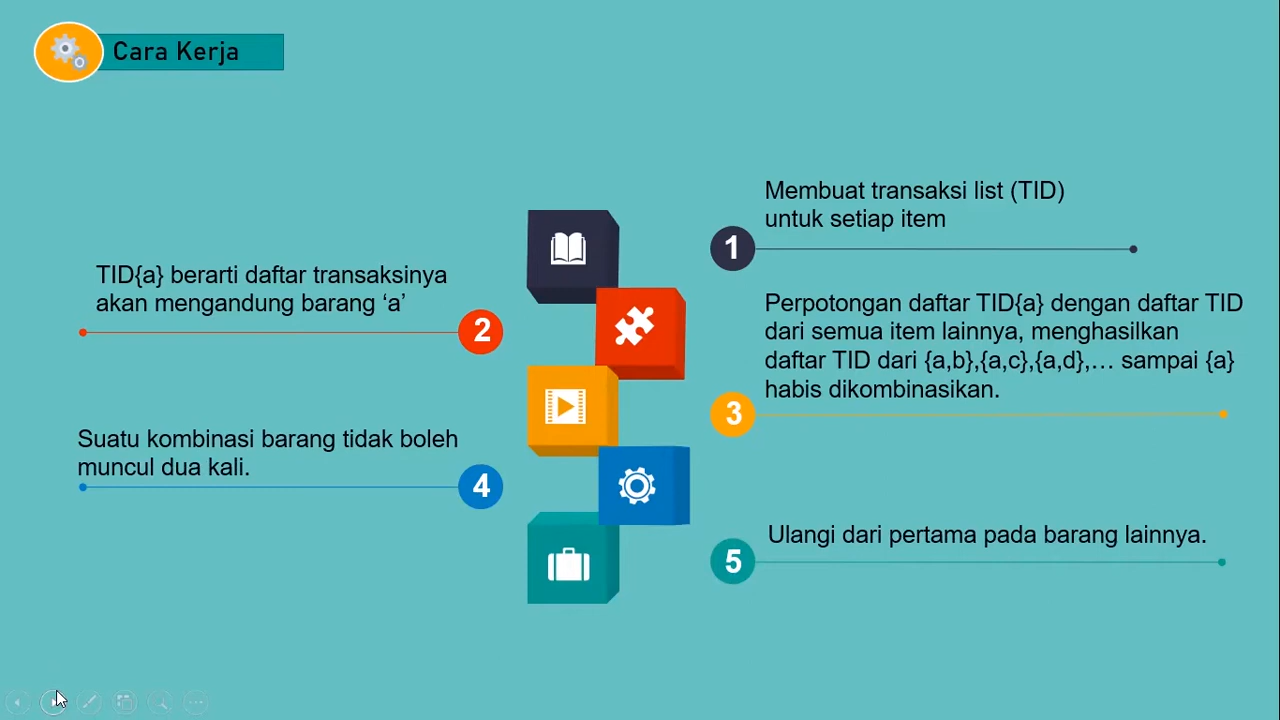 Cara Kerja
Membuat transaksi list (TID)
untuk setiap item
1
TID{a} berarti daftar transaksinya
akan mengandung barang ‘a’
2
Perpotongan daftar TID{a} dengan daftar TID
dari semua item lainnya, menghasilkan
daftar TID dari {a,b},{a,c},{a,d},… sampai {a}
habis dikombinasikan.
3
Suatu kombinasi barang tidak boleh
muncul dua kali.
4
Ulangi dari pertama pada barang lainnya.
5